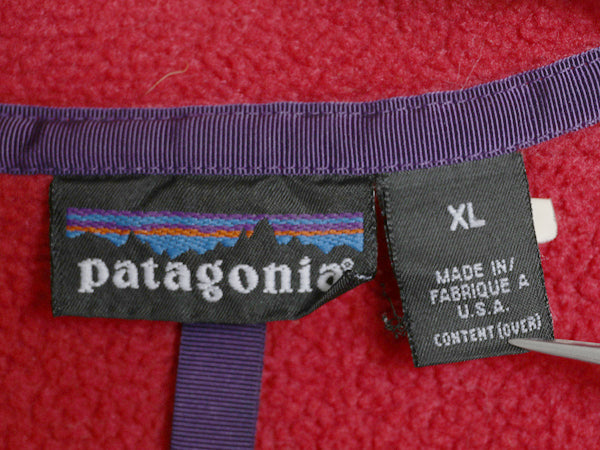 patagonia®
XL
MADE IN/
FABRIQUE A
U.S.A.
CONTENT (OVER)